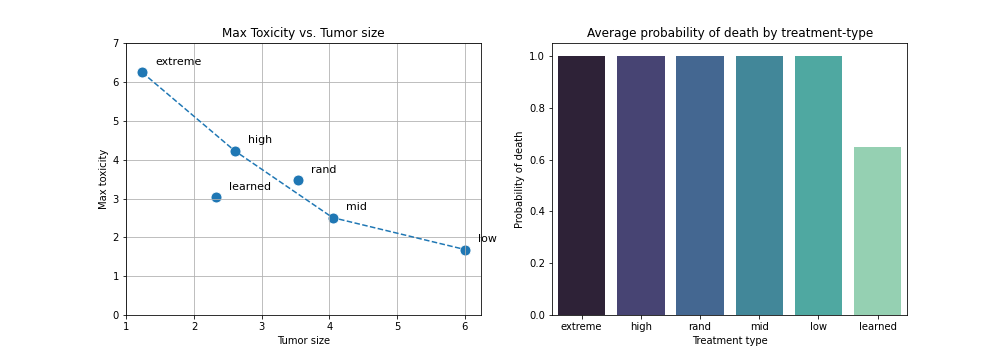 Max Toxicity vs. Tumor size
Max toxicity
7
6
5
4
3
2
1
0
extreme
high
rand
learned
mid
low
1 2 3 4 5 6
Tumor size
Average probability of death by treatment-type
Probability of death
1.0
0.8
0.6
0.4
0.2
0.0
extreme high rand mid low learned
Treatment type